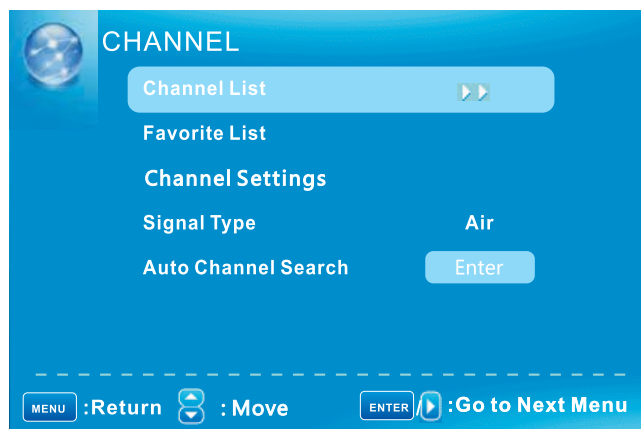 CHANNEL
Channel List
Favorite List
Channel Settings
Signal Type Air
Auto Channel Search Enter
MENU :Return : Move ENTER / :Go to Next Menu